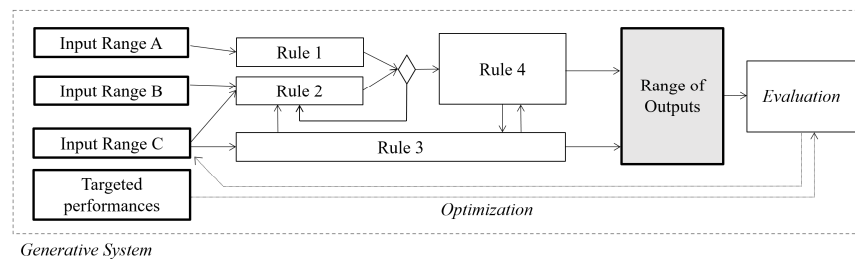 Input Range A
Rule 1
Input Range B
Rule 2
Rule 4
Range of
Outputs
Evaluation
Input Range C
Rule 3
Targeted
performances
Optimization
Generative System